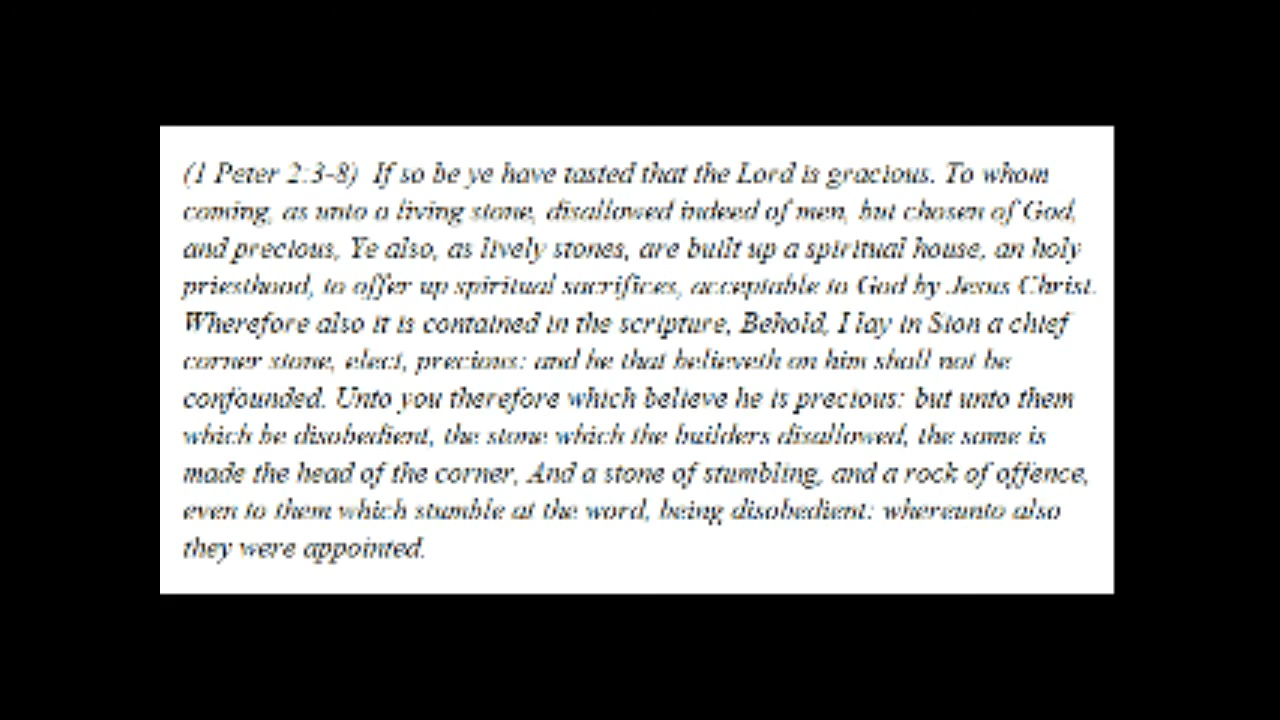 (1 Peter 2:3-8)  If so be ye have tasted that the Lord is gracious. To whom
coming, as unto a living stone, disallowed indeed of men, but chosen of God,
and precious, Ye also, as lively stones, are built up a spiritual house, an holy
priesthood, to offer up spiritual sacrifices, acceptable to God by Jesus Christ.
Wherefore also it is contained in the scripture, Behold, I lay in Sion a chief
corner stone, elect, precious: and he that believeth on him shall not be
confounded. Unto you therefore which believe he is precious: but unto them
which be disobedient, the stone which the builders disallowed, the same is
made the head of the corner, And a stone of stumbling, and a rock of offence,
even to them which stumble at the word, being disobedient: whereunto also
they were appointed.